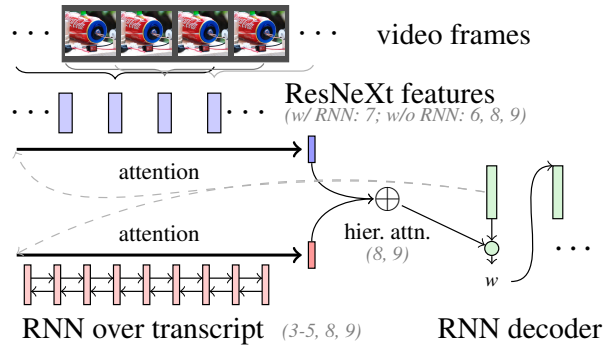 video frames
ResNeXt features
(w/ RNN: 7; w/o RNN: 6, 8, 9)
attention
attention
hier. attn.
(8, 9)
w
RNN over transcript (3-5, 8, 9)
RNN decoder